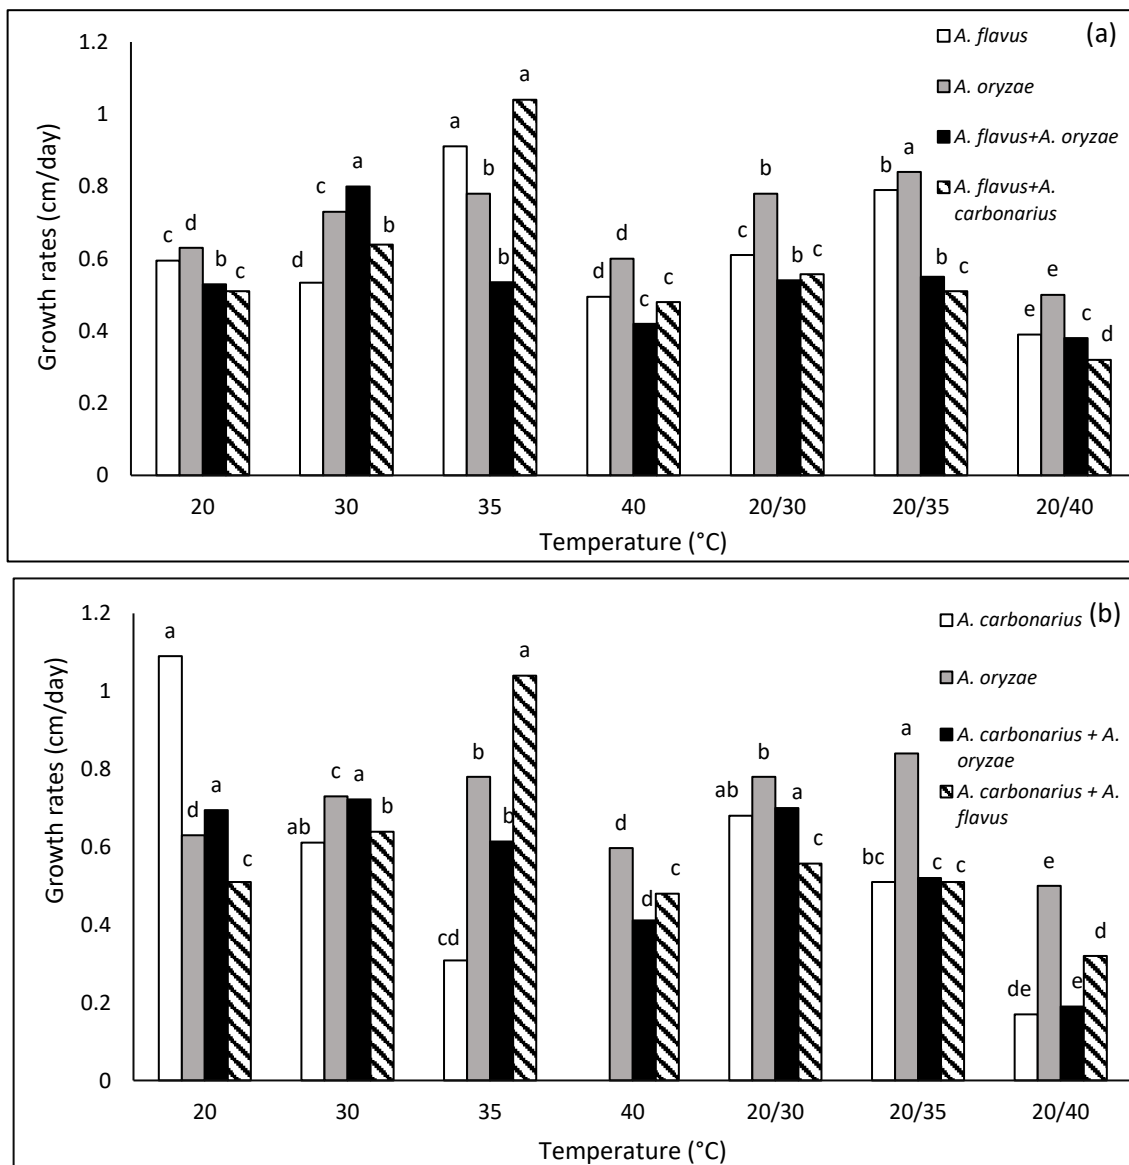 (a)
A. flavus
A. oryzae
A. flavus+A. oryzae
A. flavus+A.
carbonarius
Growth rates (cm/day)
1.2
1
0.8
0.6
0.4
0.2
0
c d b c
d c a b
a b b a
d d c c
c b b c
b a b c
e e c d
20 30 35 40 20/30 20/35 20/40
Temperature (°C)
(b)
A. carbonarius
A. oryzae
A. carbonarius + A.
oryzae
A. carbonarius + A.
flavus
Growth rates (cm/day)
1.2
1
0.8
0.6
0.4
0.2
0
a d a c
ab c a b
cd b b a
d d c
ab b a c
bc a c c
de e e d
20 30 35 40 20/30 20/35 20/40
Temperature (°C)